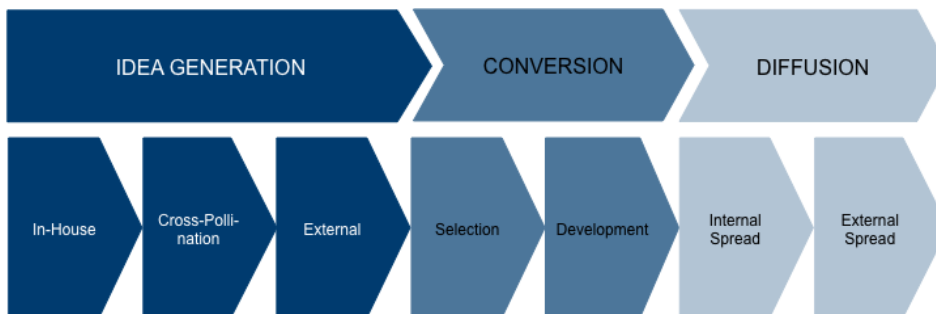 IDEA GENERATION
CONVERSION
DIFFUSION
In-House
Cross-Polli-
nation
External
Selection
Development
Internal
Spread
External
Spread